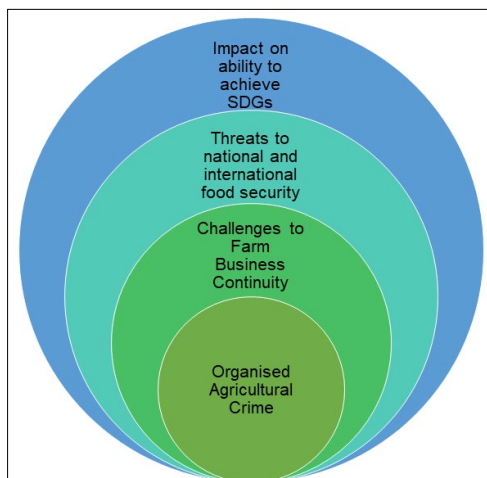 Impact on
ability to
achieve
SDGs
Threats to
national and
international
food security
Challenges to
Farm
Business
Continuity
Organised
Agricultural
Crime